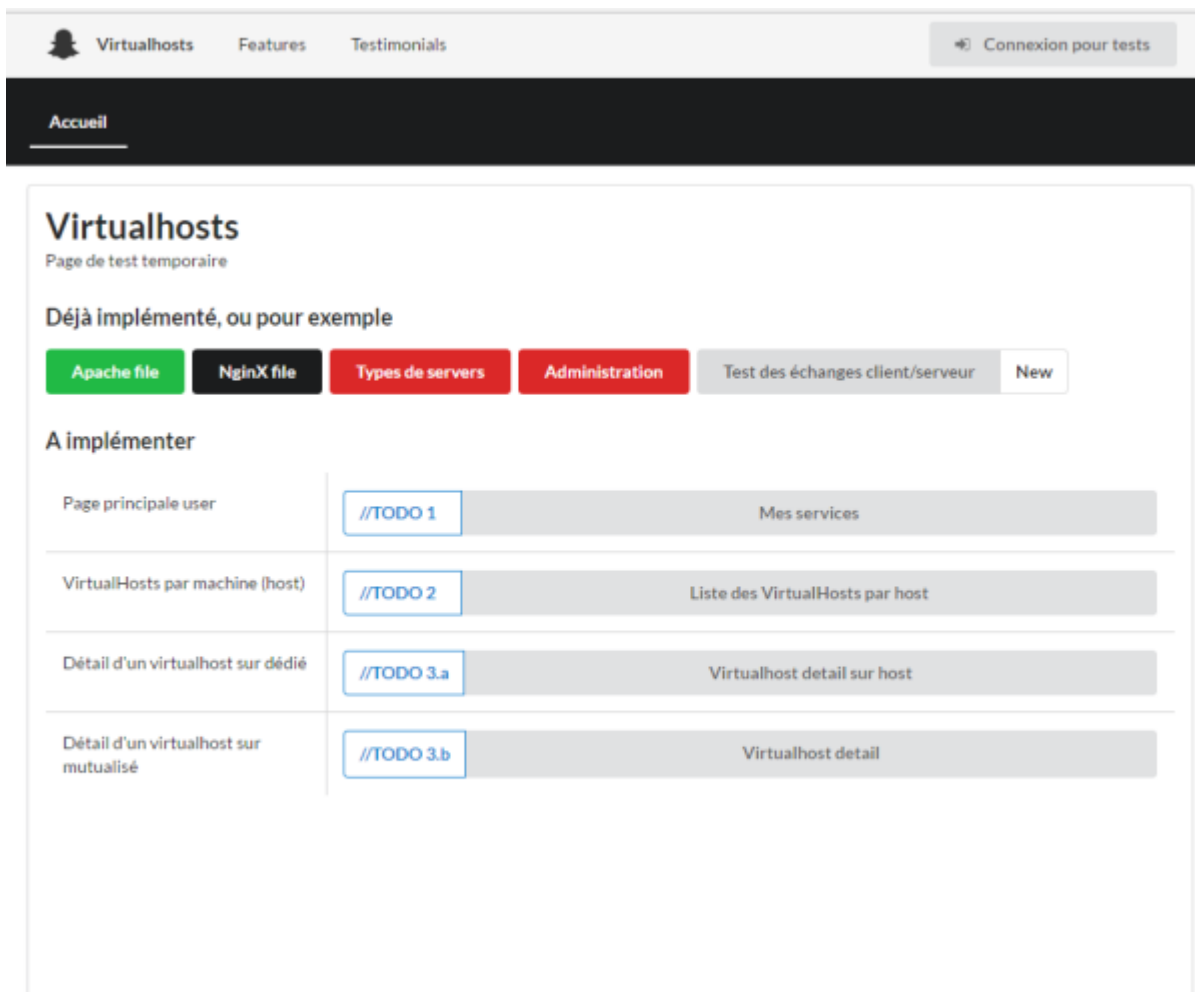 Virtualhosts Features Testimonials Connexion pour tests
Accueil
Virtualhosts
Page de test temporaire
Déjà implémenté, ou pour exemple
Apache file NginX file Types de servers Administration Test des échanges client/serveur New
A implémenter
Page principale user //TODO 1 Mes services
VirtualHosts par machine (host) //TODO 2 Liste des VirtualHosts par host
Détail d'un virtualhost sur dédié //TODO 3.a Virtualhost detail sur host
Détail d'un virtualhost sur
mutualisé
//TODO 3.b Virtualhost detail